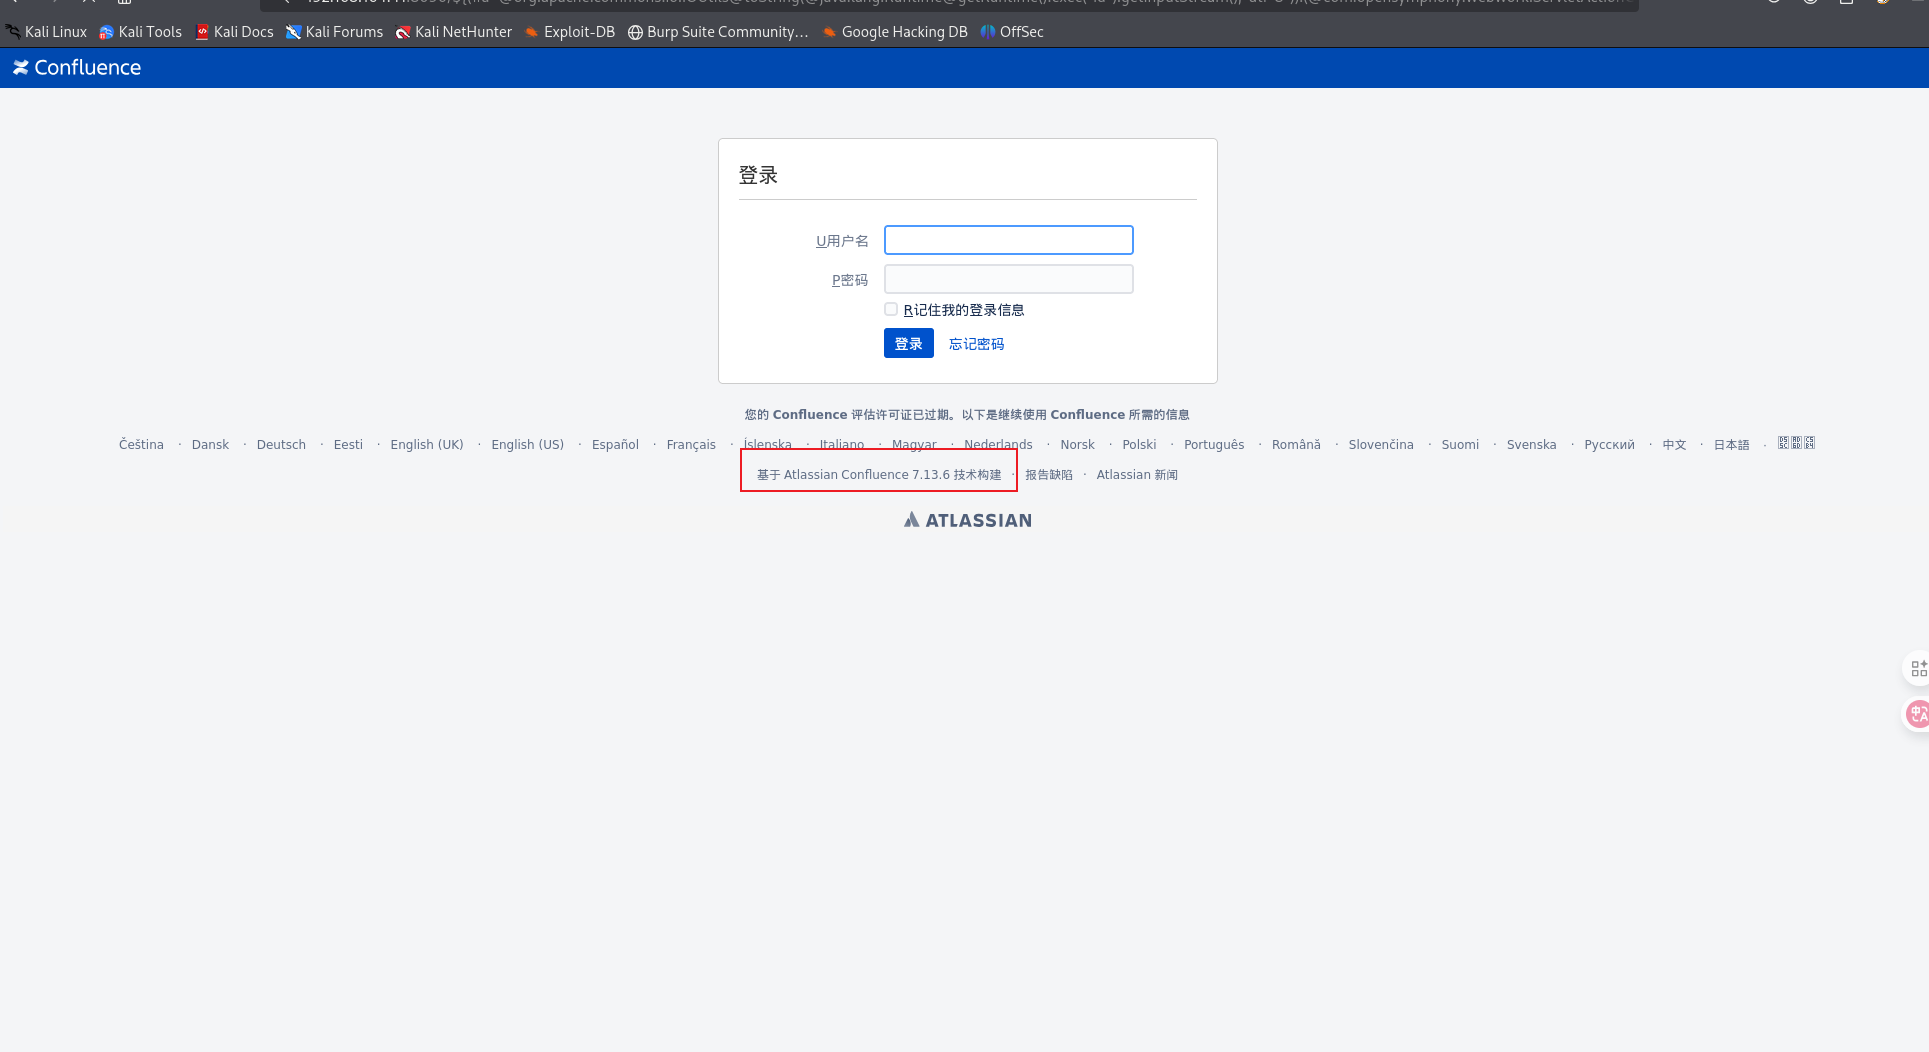 Kali Linux Kali Tools Kali Docs Kali Forums Kali NetHunter Exploit-DB Burp Suite Community… Google Hacking DB OffSec
Confluence
登录
U用户名
P密码
R记住我的登录信息
登录 忘记密码
您的 Confluence 评估许可证已过期。以下是继续使用 Confluence 所需的信息
Čeština · Dansk · Deutsch · Eesti · English (UK) · English (US) · Español · Français · Íslenska · Italiano · Magyar · Nederlands · Norsk · Polski · Português · Română · Slovenčina · Suomi · Svenska · Русский · 中文 · 日本語 ·
基于 Atlassian Confluence 7.13.6 技术构建 · 报告缺陷 · Atlassian 新闻
ATLASSIAN